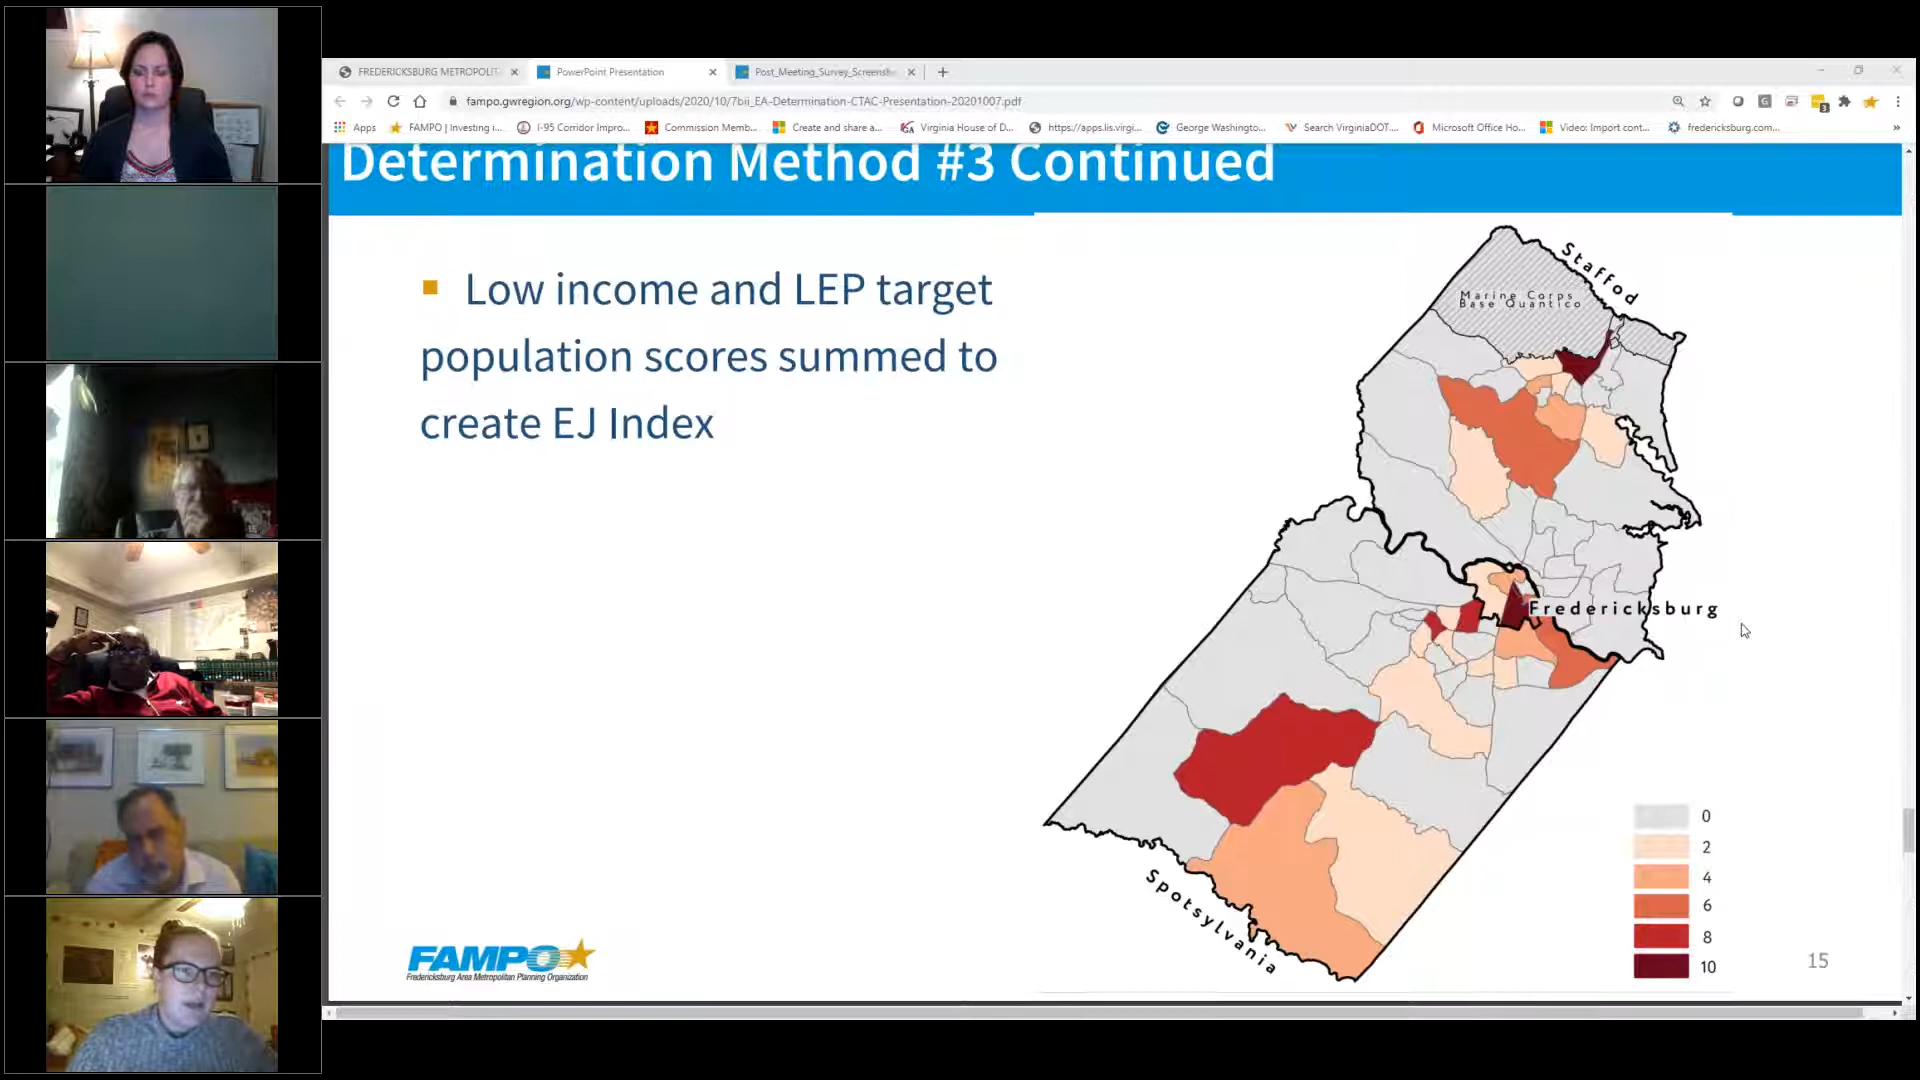 FREDERICKSBURG METROPOLIT
PowerPoint Presentation
Post_Meeting_Survey_Screensh
fampo.gwregion.org/wp-content/uploads/2020/10/7bii_EA-Determination-CTAC-Presentation-20201007.pdf
Apps
FAMPO | Investing i...
I-95 Corridor Impro...
Commission Memb...
Create and share a...
Virginia House of D...
https://apps.lis.virgi...
George Washingto...
Search VirginiaDOT....
Microsoft Office Ho...
Video: Import cont...
fredericksburg.com...
Determination Method #3 Continued
Low income and LEP target
population scores summed to
create EJ Index
Staffod
Marine Corps
Base Quantico
Fredericksburg
Spotsylvania
0
2
4
6
8
10
FAMPO
Fredericksburg Area Metropolitan Planning Organization
15